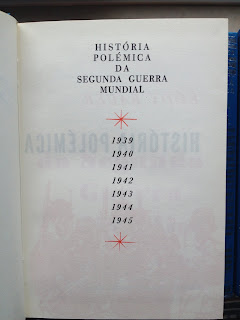 HISTÓRIA
POLÉMICA
DA
SEGUNDA GUERRA
MUNDIAL
1939
1940
1941
1942
1943
1944
1945